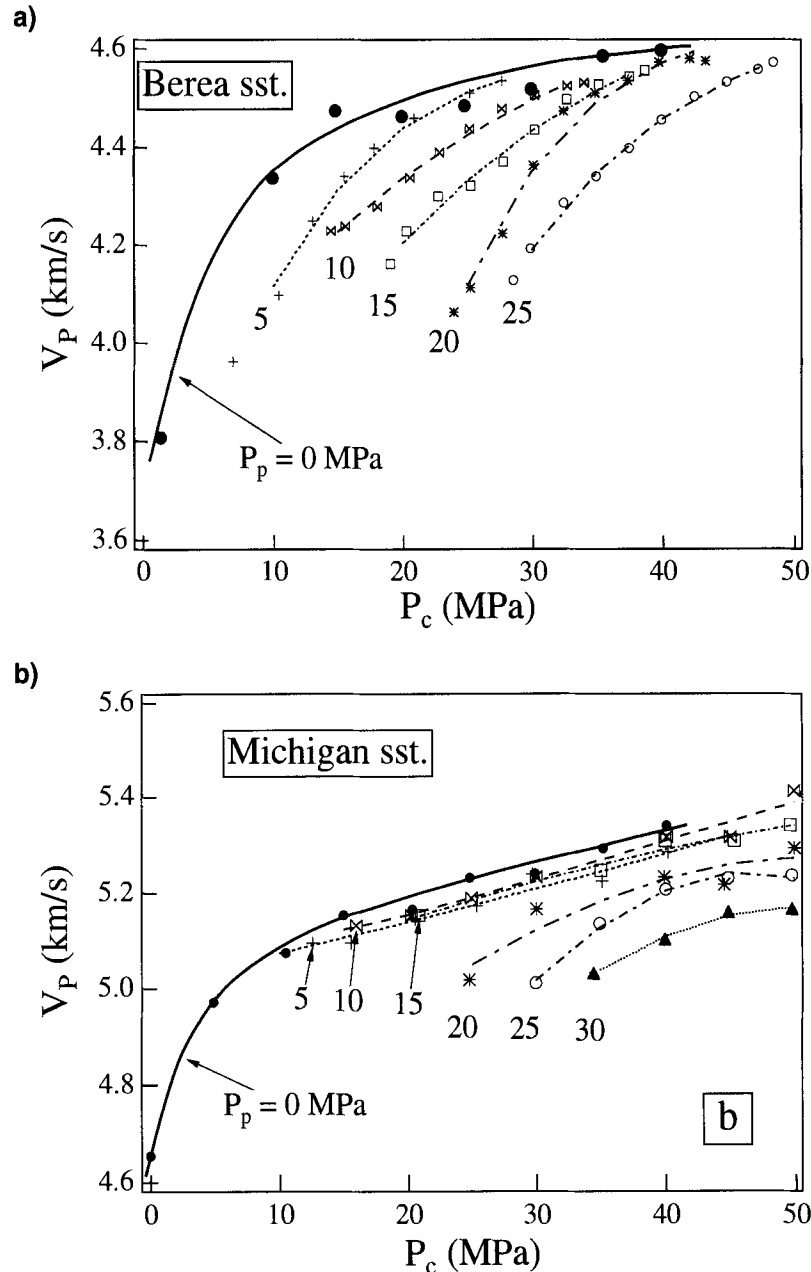 a)
4.6
Berea sst.
4.4
4.2
4.0
3.8
3.6
V_P (km/s)
5
10
15
20
25
P_p = 0 MPa
0 10 20 30 40 50
P_c (MPa)
b)
5.6
Michigan sst.
5.4
5.2
5.0
4.8
4.6
V_P (km/s)
5
10
15
20
25
30
P_p = 0 MPa
b
0 10 20 30 40 50
P_c (MPa)